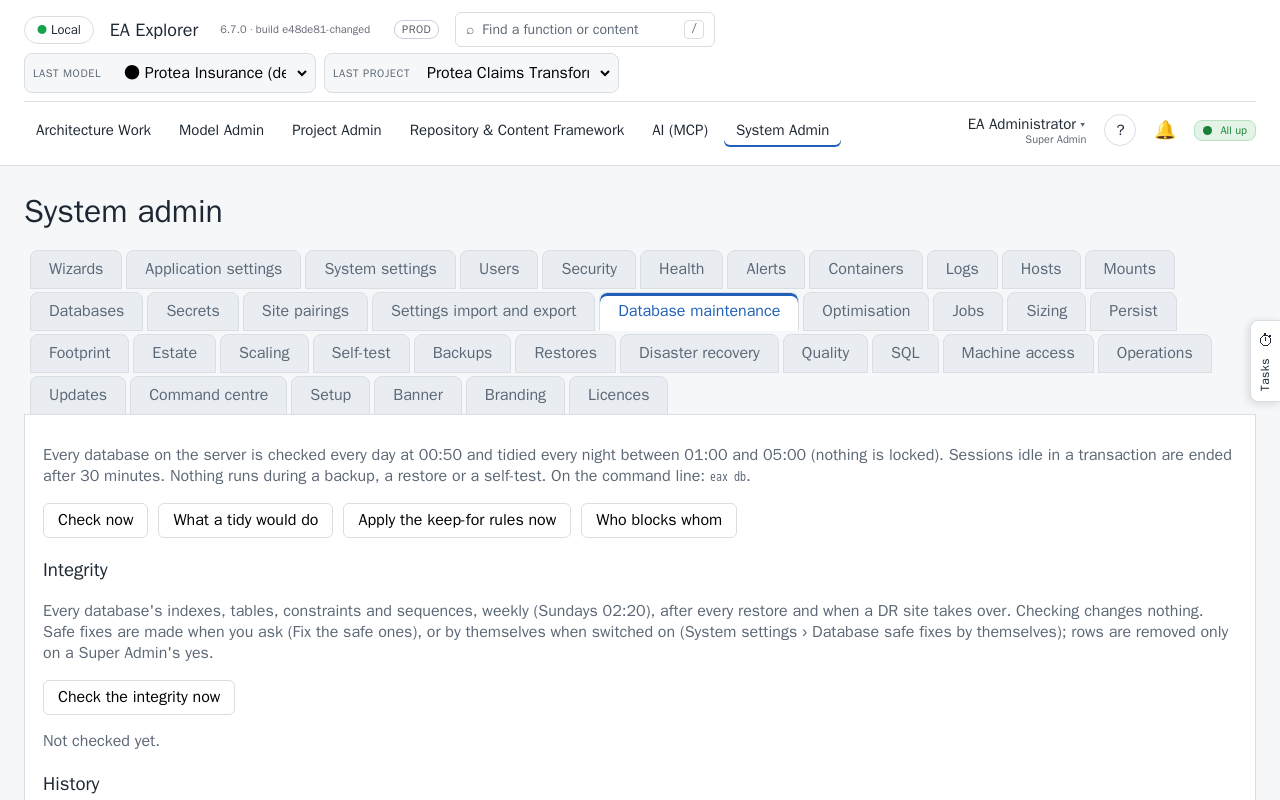 Local
EA Explorer
6.7.0 · build e48de81-changed
PROD
⌕ Find a function or content /
LAST MODEL Protea Insurance (de
LAST PROJECT Protea Claims Transfor
Architecture Work Model Admin Project Admin Repository & Content Framework AI (MCP) System Admin
EA Administrator ▾
Super Admin
?
All up
System admin
Wizards Application settings System settings Users Security Health Alerts Containers Logs Hosts Mounts
Databases Secrets Site pairings Settings import and export Database maintenance Optimisation Jobs Sizing Persist
Footprint Estate Scaling Self-test Backups Restores Disaster recovery Quality SQL Machine access Operations
Updates Command centre Setup Banner Branding Licences
Tasks
Every database on the server is checked every day at 00:50 and tidied every night between 01:00 and 05:00 (nothing is locked). Sessions idle in a transaction are ended
after 30 minutes. Nothing runs during a backup, a restore or a self-test. On the command line: eax db.
Check now What a tidy would do Apply the keep-for rules now Who blocks whom
Integrity
Every database's indexes, tables, constraints and sequences, weekly (Sundays 02:20), after every restore and when a DR site takes over. Checking changes nothing.
Safe fixes are made when you ask (Fix the safe ones), or by themselves when switched on (System settings › Database safe fixes by themselves); rows are removed only
on a Super Admin's yes.
Check the integrity now
Not checked yet.
History